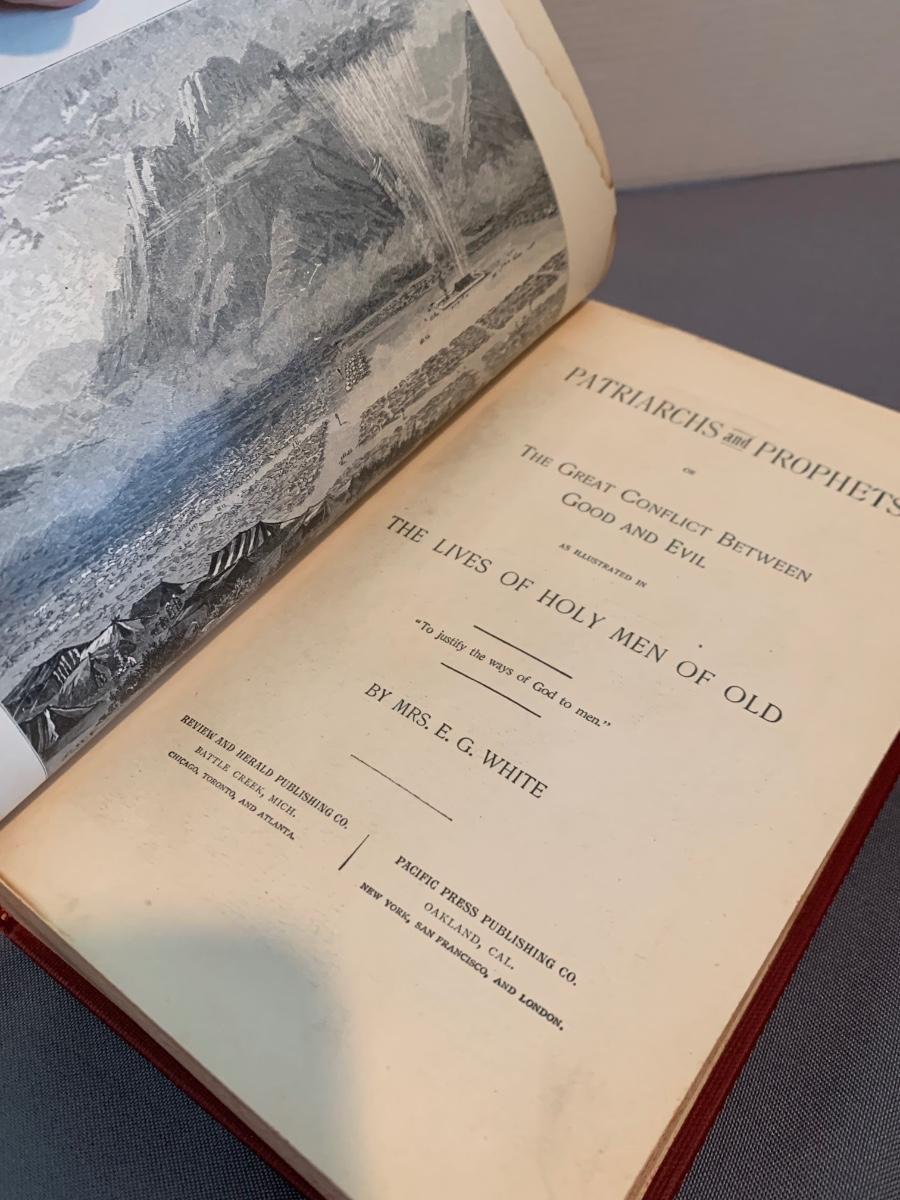 PATRIARCHS and PROPHETS
OR
THE GREAT CONFLICT BETWEEN
GOOD AND EVIL
AS ILLUSTRATED IN
THE LIVES OF HOLY MEN OF OLD
"To justify the ways of God to men."
BY MRS. E. G. WHITE
REVIEW AND HERALD PUBLISHING CO.
BATTLE CREEK, MICH.
CHICAGO, TORONTO, AND ATLANTA.
PACIFIC PRESS PUBLISHING CO.
OAKLAND, CAL.
NEW YORK, SAN FRANCISCO, AND LONDON.